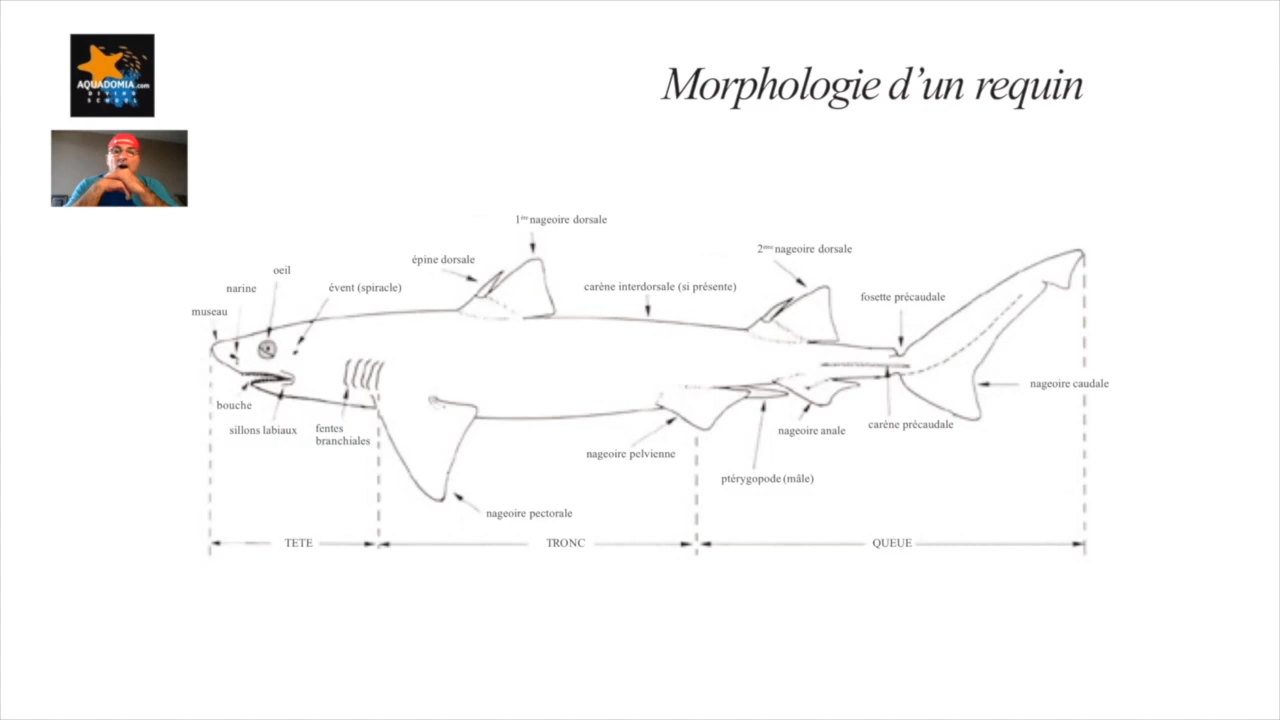 AQUADOMIA.com
DIVING
SCHOOL
Morphologie d'un requin
1ère nageoire dorsale
2ème nageoire dorsale
épine dorsale
oeil
narine
évent (spiracle)
carène interdorsale (si présente)
fosette précaudale
museau
nageoire caudale
bouche
sillons labiaux
fentes
branchiales
nageoire anale
carène précaudale
nageoire pelvienne
ptérygopode (mâle)
nageoire pectorale
TETE
TRONC
QUEUE